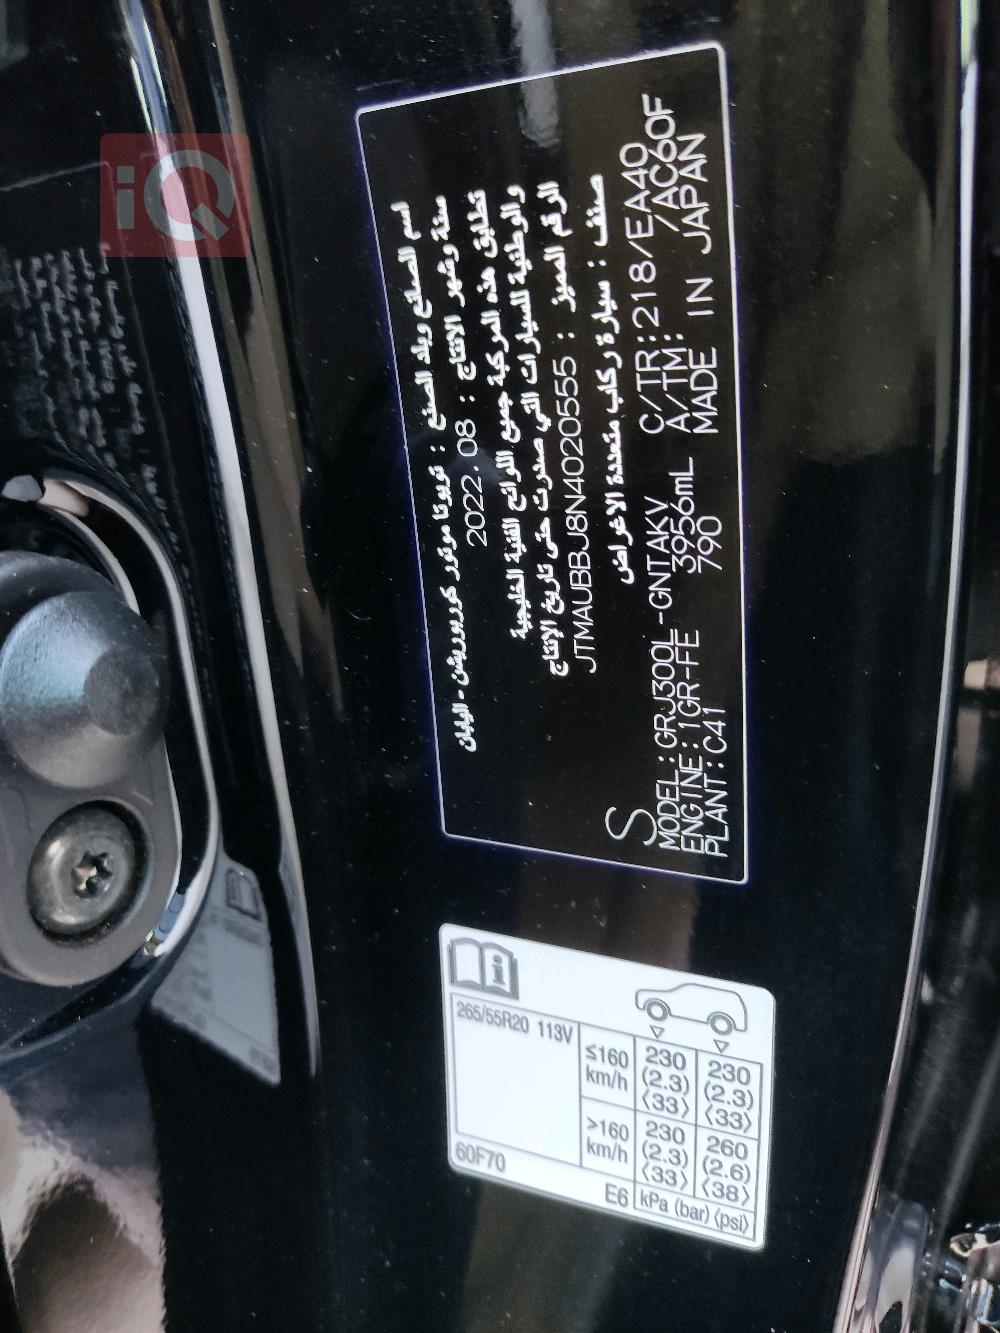 iQ
اسم الصانع وبلد الصنع : تويوتا موتور كوربوريشن - اليابان
سنة وشهر الانتاج : 2022.08
تطابق هذه المركبة جميع اللوائح الفنية الخليجية
والوطنية للسيارات التي صدرت حتى تاريخ الإنتاج
الرقم المميز : JTMAUBBJ8N4020555
صنف : سيارة ركاب متعددة الاغراض
S
MODEL : GRJ300L-GNTAKV C/TR: 218/EA40
ENGINE: 1GR-FE 3956mL A/TM: /AC60F
PLANT: C41 790 MADE IN JAPAN
265/55R20 113V
≤160 km/h 230 (2.3) ⟨33⟩ 230 (2.3) ⟨33⟩
>160 km/h 230 (2.3) ⟨33⟩ 260 (2.6) ⟨38⟩
60F70 E6 kPa (bar) ⟨psi⟩